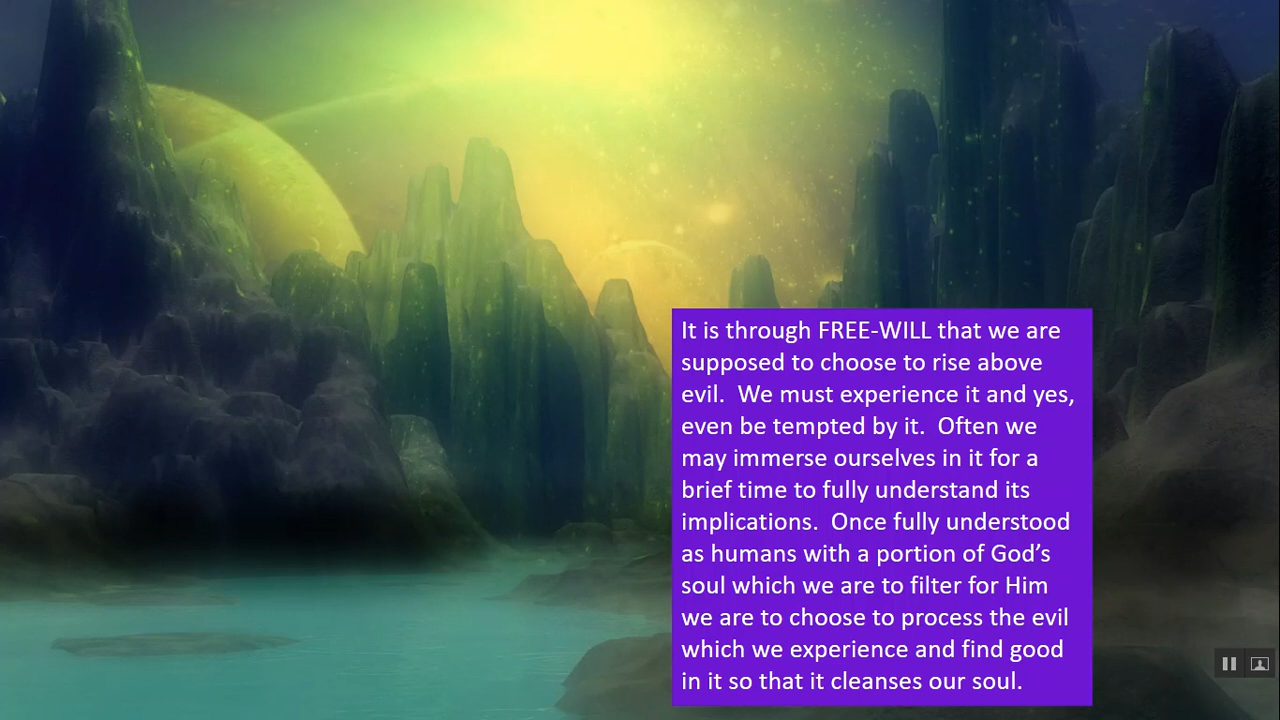 It is through FREE-WILL that we are
supposed to choose to rise above
evil.  We must experience it and yes,
even be tempted by it.  Often we
may immerse ourselves in it for a
brief time to fully understand its
implications.  Once fully understood
as humans with a portion of God’s
soul which we are to filter for Him
we are to choose to process the evil
which we experience and find good
in it so that it cleanses our soul.